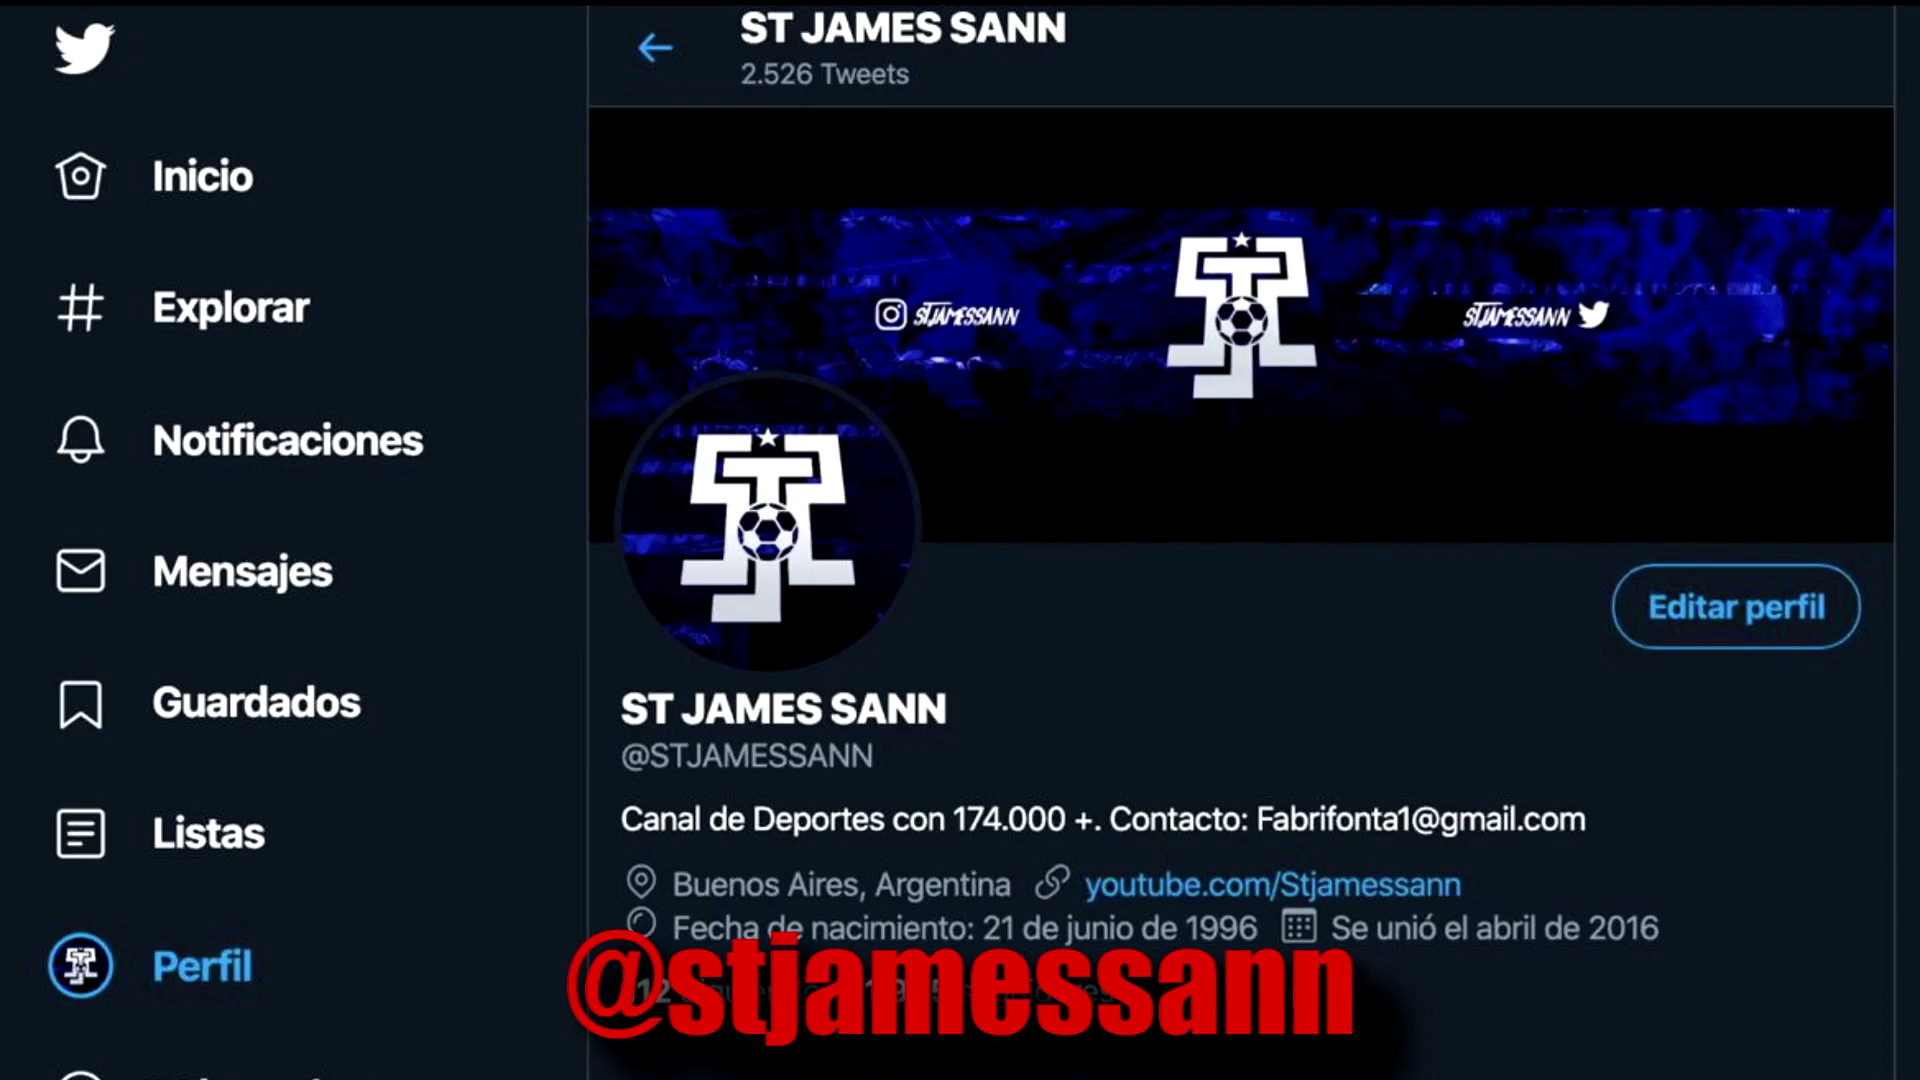 ST JAMES SANN
2.526 Tweets
Inicio
Explorar
Notificaciones
Mensajes
Guardados
Listas
Perfil
STJAMESSANN
STJAMESSANN
Editar perfil
ST JAMES SANN
@STJAMESSANN
Canal de Deportes con 174.000 +. Contacto: Fabrifonta1@gmail.com
Buenos Aires, Argentina youtube.com/Stjamessann
Fecha de nacimiento: 21 de junio de 1996 Se unió el abril de 2016
@stjamessann